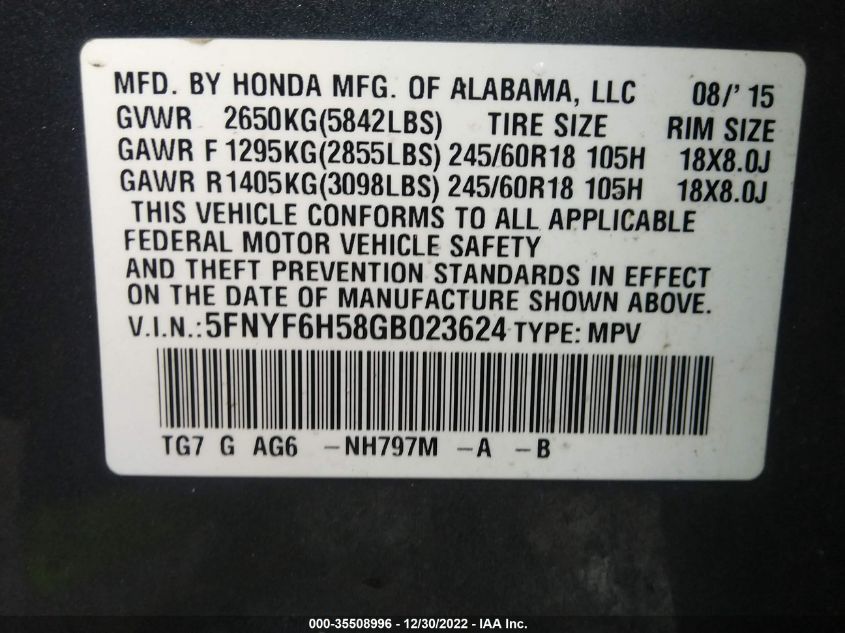 MFD. BY HONDA MFG. OF ALABAMA, LLC 08/'15
GVWR 2650KG(5842LBS) TIRE SIZE RIM SIZE
GAWR F 1295KG(2855LBS) 245/60R18 105H 18X8.0J
GAWR R1405KG(3098LBS) 245/60R18 105H 18X8.0J
THIS VEHICLE CONFORMS TO ALL APPLICABLE
FEDERAL MOTOR VEHICLE SAFETY
AND THEFT PREVENTION STANDARDS IN EFFECT
ON THE DATE OF MANUFACTURE SHOWN ABOVE.
V.I.N.: 5FNYF6H58GB023624 TYPE: MPV
TG7 G AG6 -NH797M -A -B
000-35508996 - 12/30/2022 - IAA Inc.